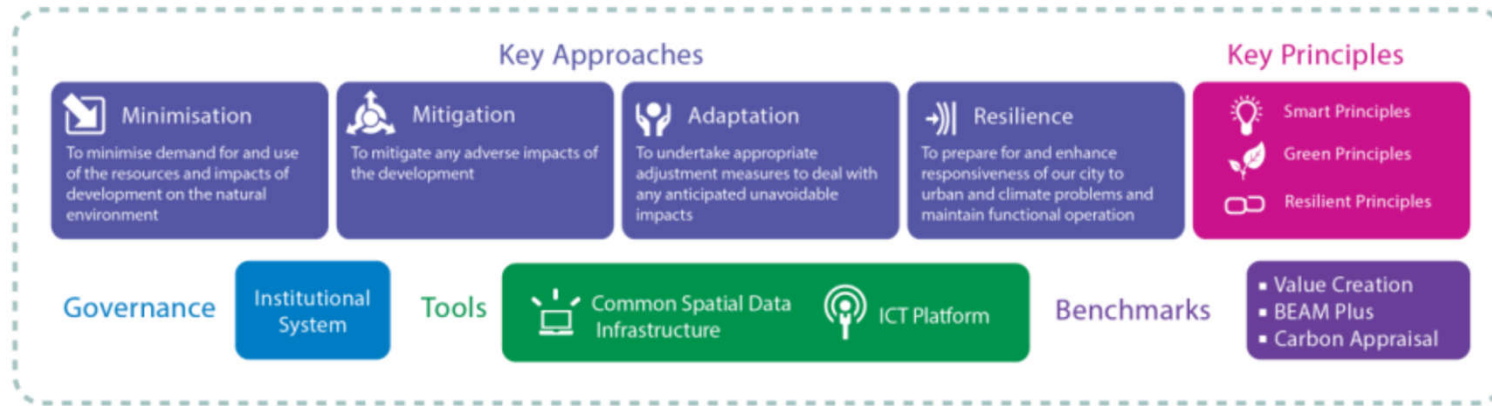 Key Approaches
Key Principles
Minimisation
To minimise demand for and use
of the resources and impacts of
development on the natural
environment
Mitigation
To mitigate any adverse impacts of
the development
Adaptation
To undertake appropriate
adjustment measures to deal with
any anticipated unavoidable
impacts
Resilience
To prepare for and enhance
responsiveness of our city to
urban and climate problems and
maintain functional operation
Smart Principles
Green Principles
Resilient Principles
Governance
Institutional
System
Tools
Common Spatial Data
Infrastructure
ICT Platform
Benchmarks
▪ Value Creation
▪ BEAM Plus
▪ Carbon Appraisal